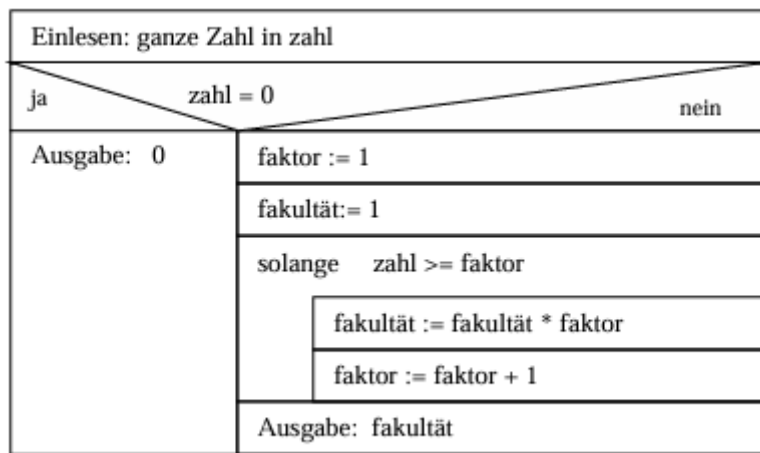 Einlesen: ganze Zahl in zahl
zahl = 0
ja
nein
Ausgabe: 0
faktor := 1
fakultät:= 1
solange zahl >= faktor
fakultät := fakultät * faktor
faktor := faktor + 1
Ausgabe: fakultät